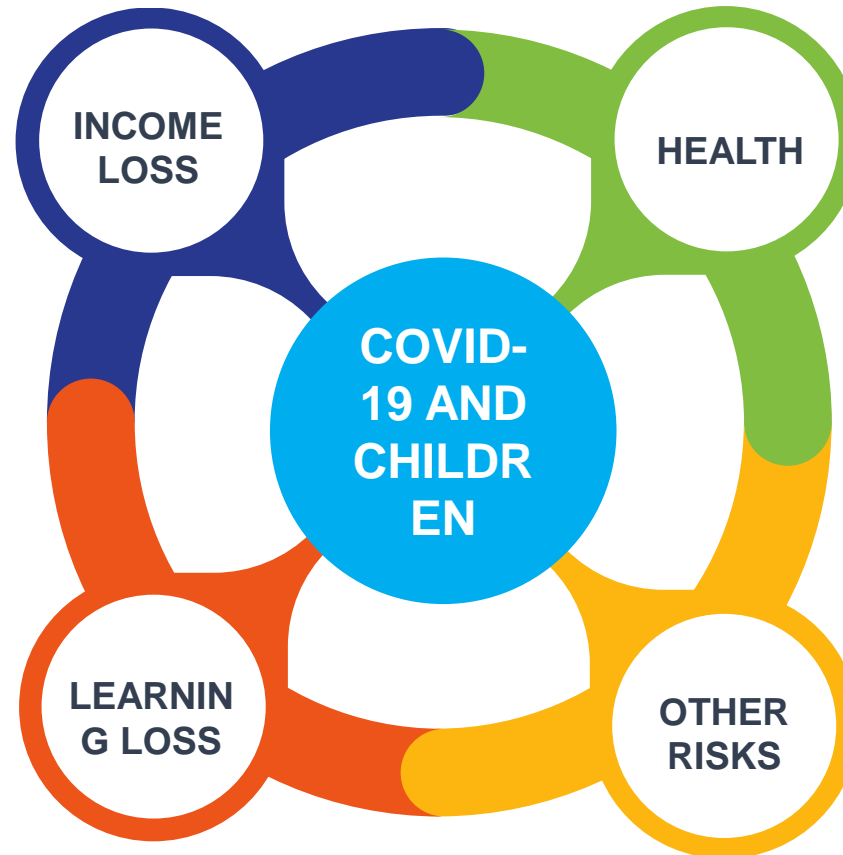 INCOME
LOSS
HEALTH
COVID-
19 AND
CHILDR
EN
LEARNIN
G LOSS
OTHER
RISKS